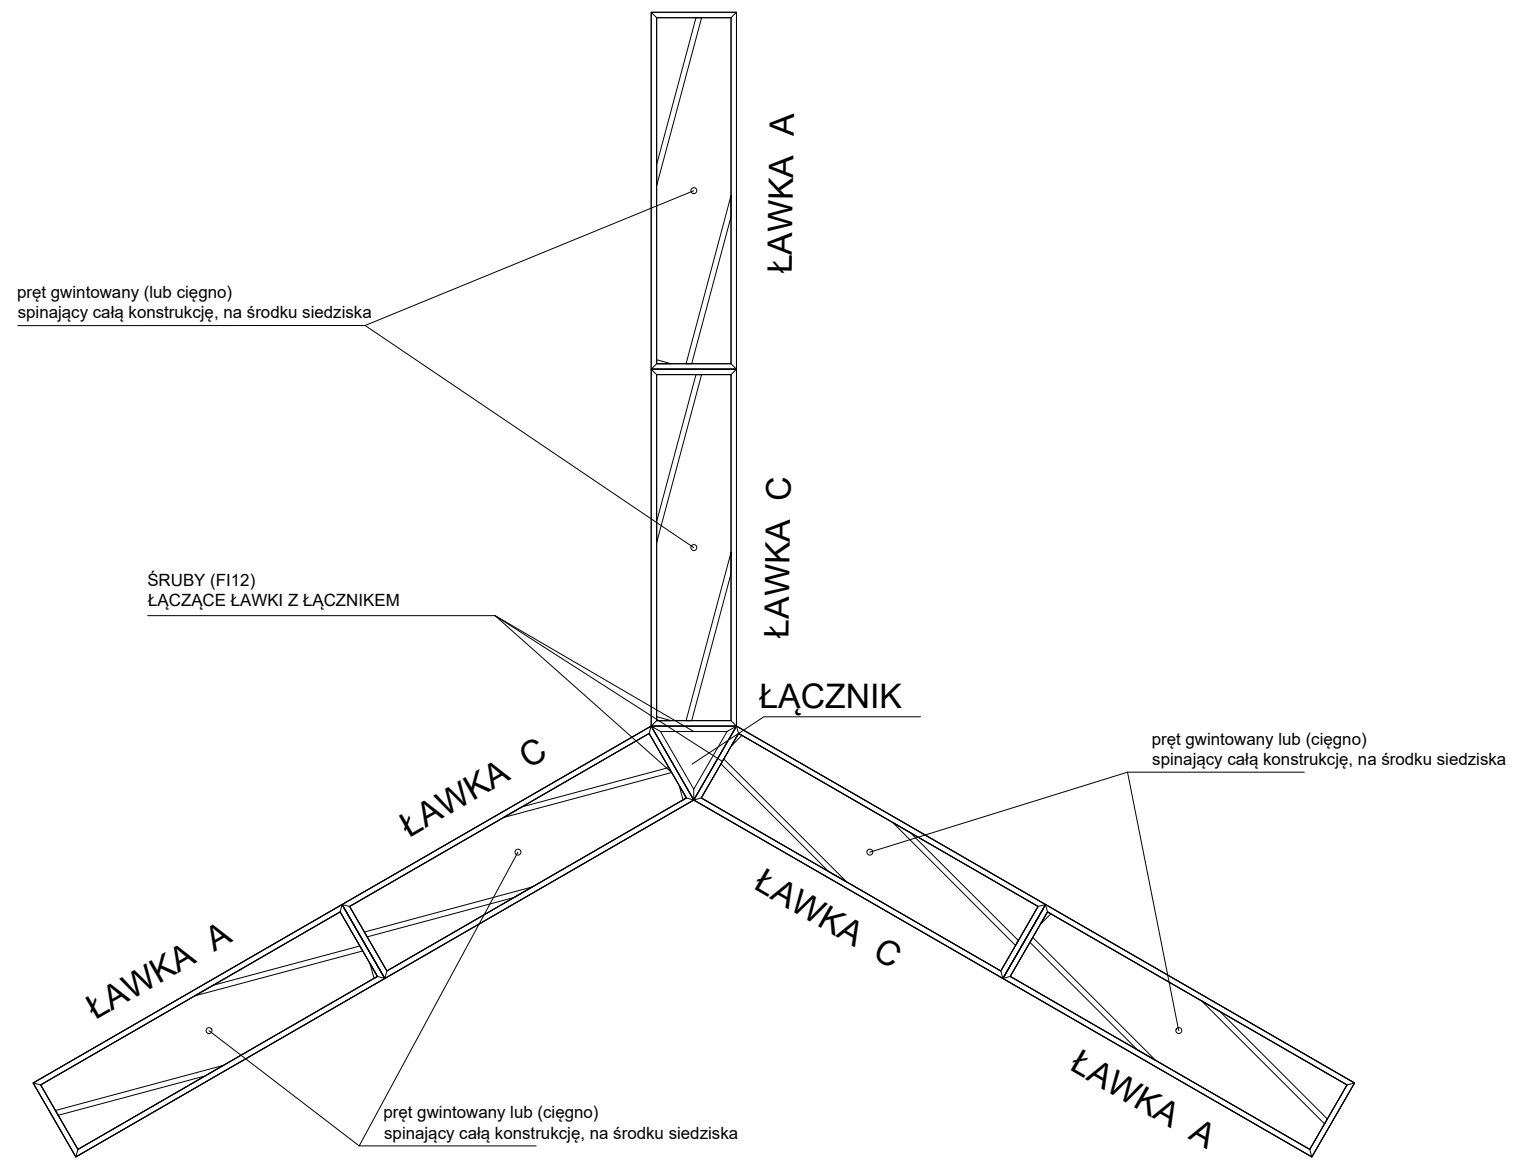 ŁAWKA A
pręt gwintowany (lub cięgno)
spinający całą konstrukcję, na środku siedziska
ŁAWKA C
ŚRUBY (FI12)
ŁĄCZĄCE ŁAWKI Z ŁĄCZNIKEM
ŁĄCZNIK
ŁAWKA C
pręt gwintowany lub (cięgno)
spinający całą konstrukcję, na środku siedziska
ŁAWKA A
ŁAWKA C
ŁAWKA A
pręt gwintowany lub (cięgno)
spinający całą konstrukcję, na środku siedziska